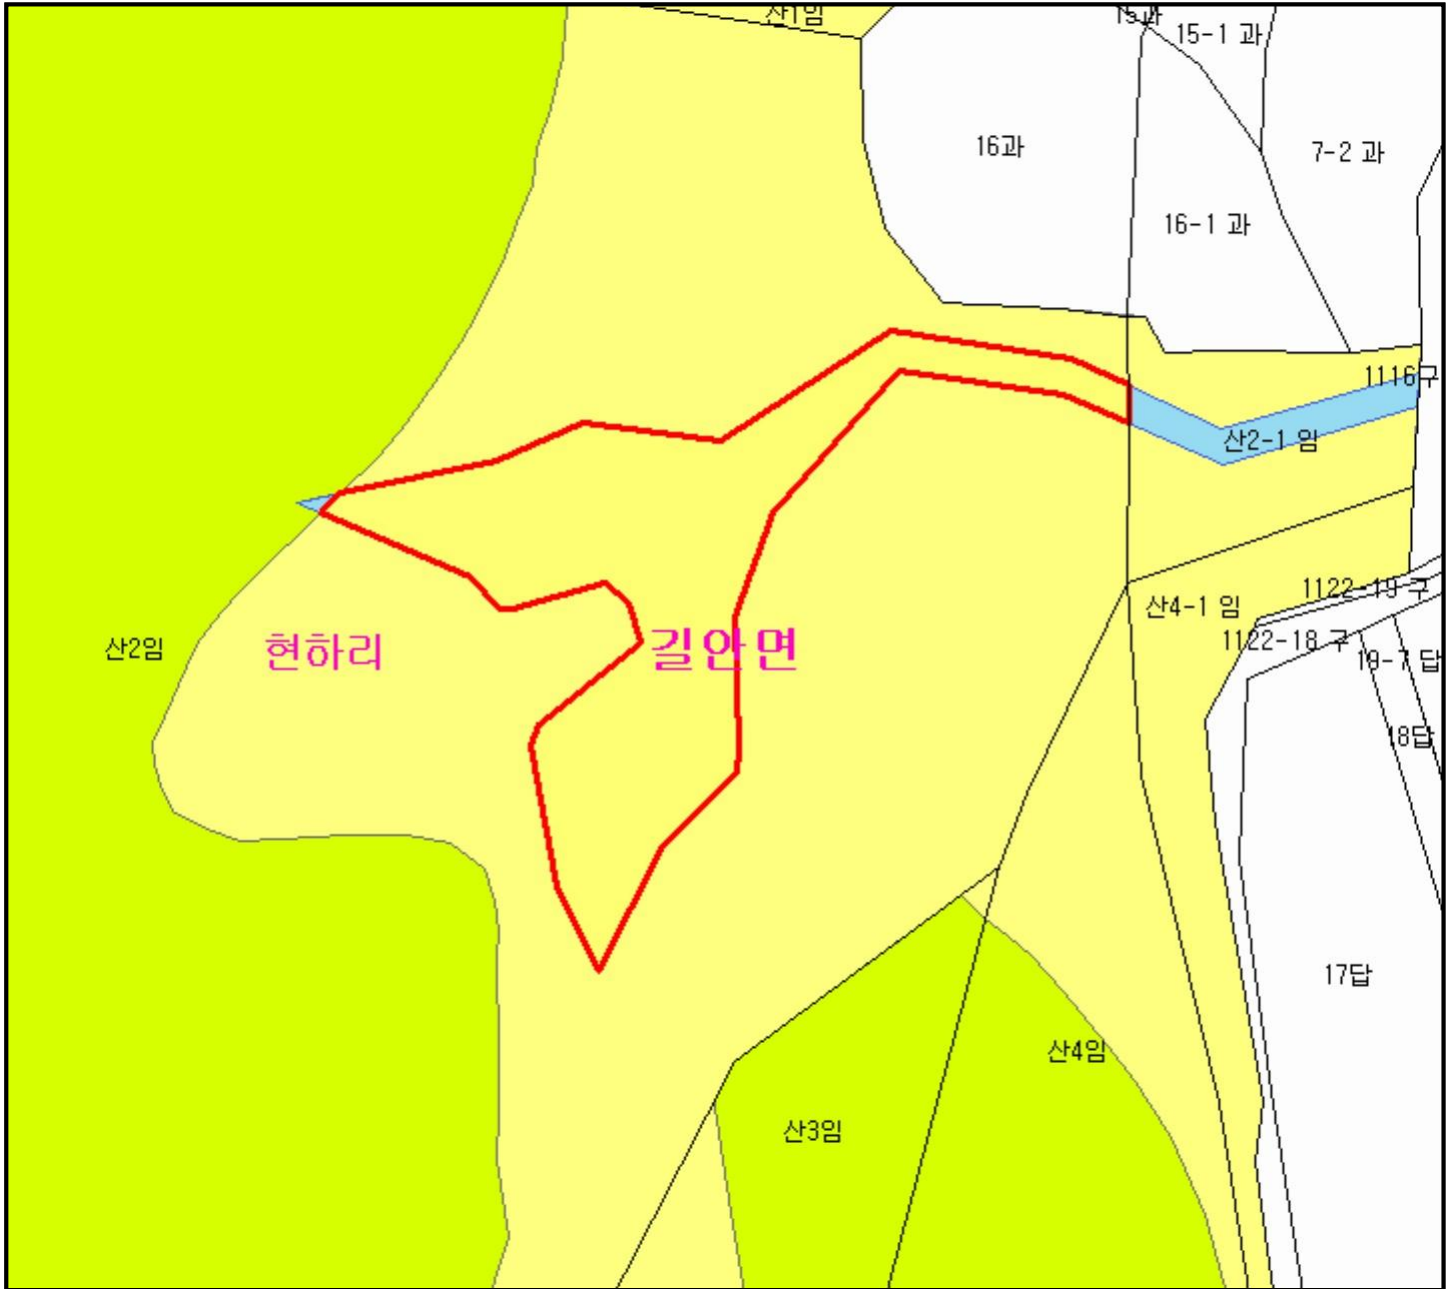 산1임
15과
15-1 과
16과
7-2 과
16-1 과
1116구
산2-1 임
1122-19 구
산4-1 임
1122-18 구
산2임
현하리
길안면
19-7 답
18답
17답
산4임
산3임